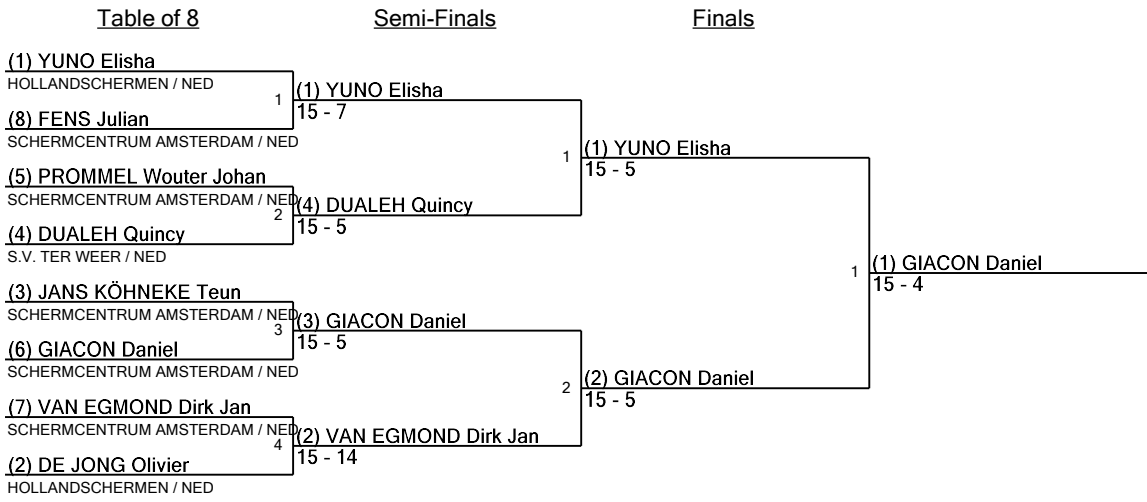 Table of 8
Semi-Finals
Finals
(1) YUNO Elisha
HOLLANDSCHERMEN / NED
1
(8) FENS Julian
SCHERMCENTRUM AMSTERDAM / NED
(5) PROMMEL Wouter Johan
SCHERMCENTRUM AMSTERDAM / NED
2
(4) DUALEH Quincy
S.V. TER WEER / NED
(3) JANS KÖHNEKE Teun
SCHERMCENTRUM AMSTERDAM / NED
3
(6) GIACON Daniel
SCHERMCENTRUM AMSTERDAM / NED
(7) VAN EGMOND Dirk Jan
SCHERMCENTRUM AMSTERDAM / NED
4
(2) DE JONG Olivier
HOLLANDSCHERMEN / NED
(1) YUNO Elisha
15 - 7
1
(4) DUALEH Quincy
15 - 5
(3) GIACON Daniel
15 - 5
2
(2) VAN EGMOND Dirk Jan
15 - 14
(1) YUNO Elisha
15 - 5
1
(2) GIACON Daniel
15 - 5
(1) GIACON Daniel
15 - 4